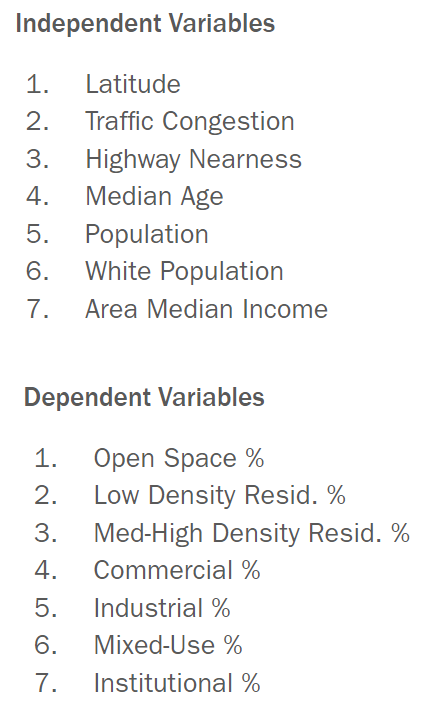 Independent Variables
1. Latitude
2. Traffic Congestion
3. Highway Nearness
4. Median Age
5. Population
6. White Population
7. Area Median Income
Dependent Variables
1. Open Space %
2. Low Density Resid. %
3. Med-High Density Resid. %
4. Commercial %
5. Industrial %
6. Mixed-Use %
7. Institutional %